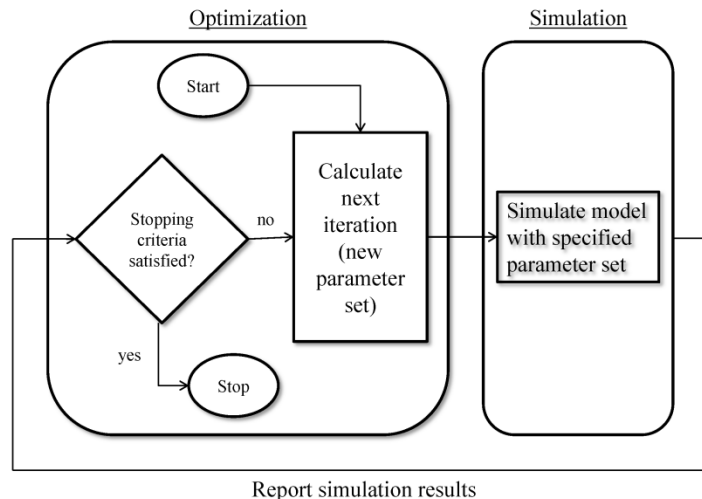 Optimization
Simulation
Start
Calculate
next
iteration
(new
parameter
set)
Simulate model
with specified
parameter set
Stopping
criteria
satisfied?
no
yes
Stop
Report simulation results